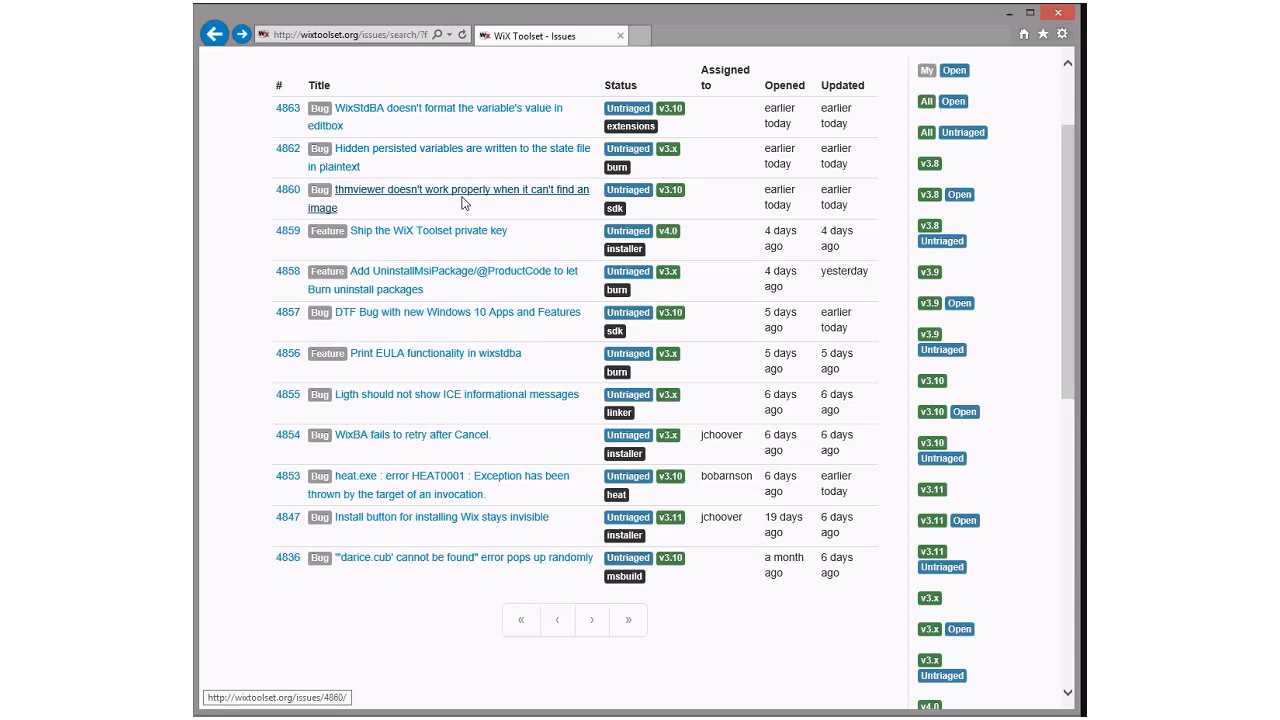 http://wixtoolset.org/issues/search/?f
WiX Toolset - Issues
# Title Status Assigned to Opened Updated
4863 Bug WixStdBA doesn't format the variable's value in Untriaged v3.10 earlier earlier
editbox extensions today today
4862 Bug Hidden persisted variables are written to the state file Untriaged v3.x earlier earlier
in plaintext burn today today
4860 Bug thmviewer doesn't work properly when it can't find an Untriaged v3.10 earlier earlier
image sdk today today
4859 Feature Ship the WiX Toolset private key Untriaged v4.0 4 days 4 days
installer ago ago
4858 Feature Add UninstallMsiPackage/@ProductCode to let Untriaged v3.x 4 days yesterday
Burn uninstall packages burn ago
4857 Bug DTF Bug with new Windows 10 Apps and Features Untriaged v3.10 5 days earlier
sdk ago today
4856 Feature Print EULA functionality in wixstdba Untriaged v3.x 5 days 5 days
burn ago ago
4855 Bug Ligth should not show ICE informational messages Untriaged v3.x 6 days 6 days
linker ago ago
4854 Bug WixBA fails to retry after Cancel. Untriaged v3.x jchoover 6 days 6 days
installer ago ago
4853 Bug heat.exe : error HEAT0001 : Exception has been Untriaged v3.10 bobarnson 6 days earlier
thrown by the target of an invocation. heat ago today
4847 Bug Install button for installing Wix stays invisible Untriaged v3.11 jchoover 19 days 6 days
installer ago ago
4836 Bug "'darice.cub' cannot be found" error pops up randomly Untriaged v3.10 a month 6 days
msbuild ago ago
« ‹ › »
My Open
All Open
All Untriaged
v3.8
v3.8 Open
v3.8
Untriaged
v3.9
v3.9 Open
v3.9
Untriaged
v3.10
v3.10 Open
v3.10
Untriaged
v3.11
v3.11 Open
v3.11
Untriaged
v3.x
v3.x Open
v3.x
Untriaged
v4.0
http://wixtoolset.org/issues/4860/